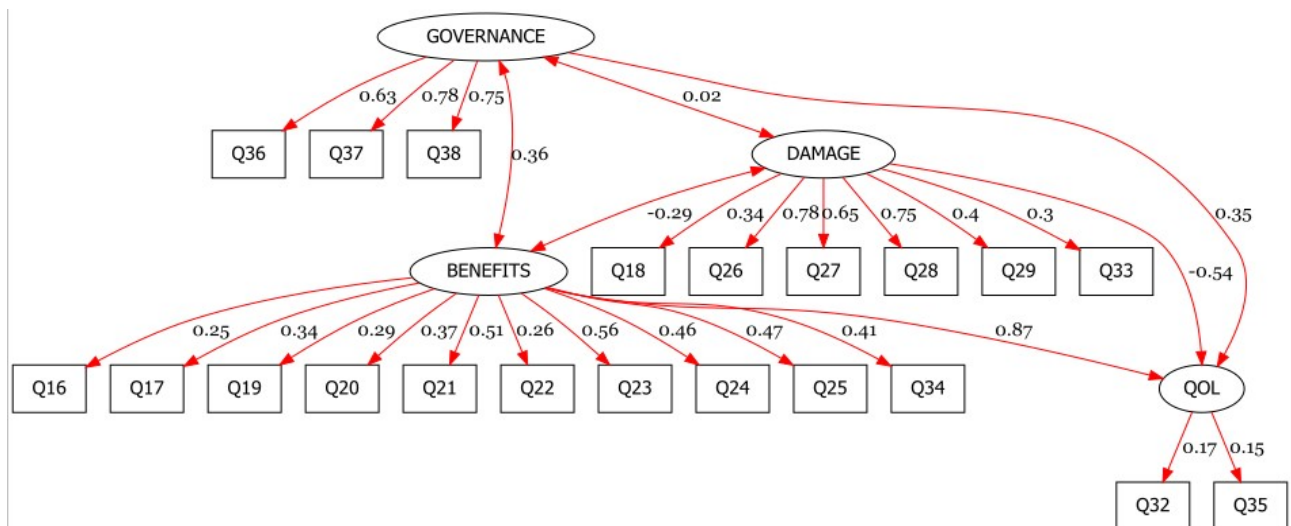 GOVERNANCE
0.63
0.78
0.75
0.02
Q36
Q37
Q38
0.36
DAMAGE
-0.29
0.34
0.78
0.65
0.75
0.4
0.3
0.35
BENEFITS
Q18
Q26
Q27
Q28
Q29
Q33
-0.54
0.25
0.34
0.29
0.37
0.51
0.26
0.56
0.46
0.47
0.41
0.87
Q16
Q17
Q19
Q20
Q21
Q22
Q23
Q24
Q25
Q34
QOL
0.17
0.15
Q32
Q35